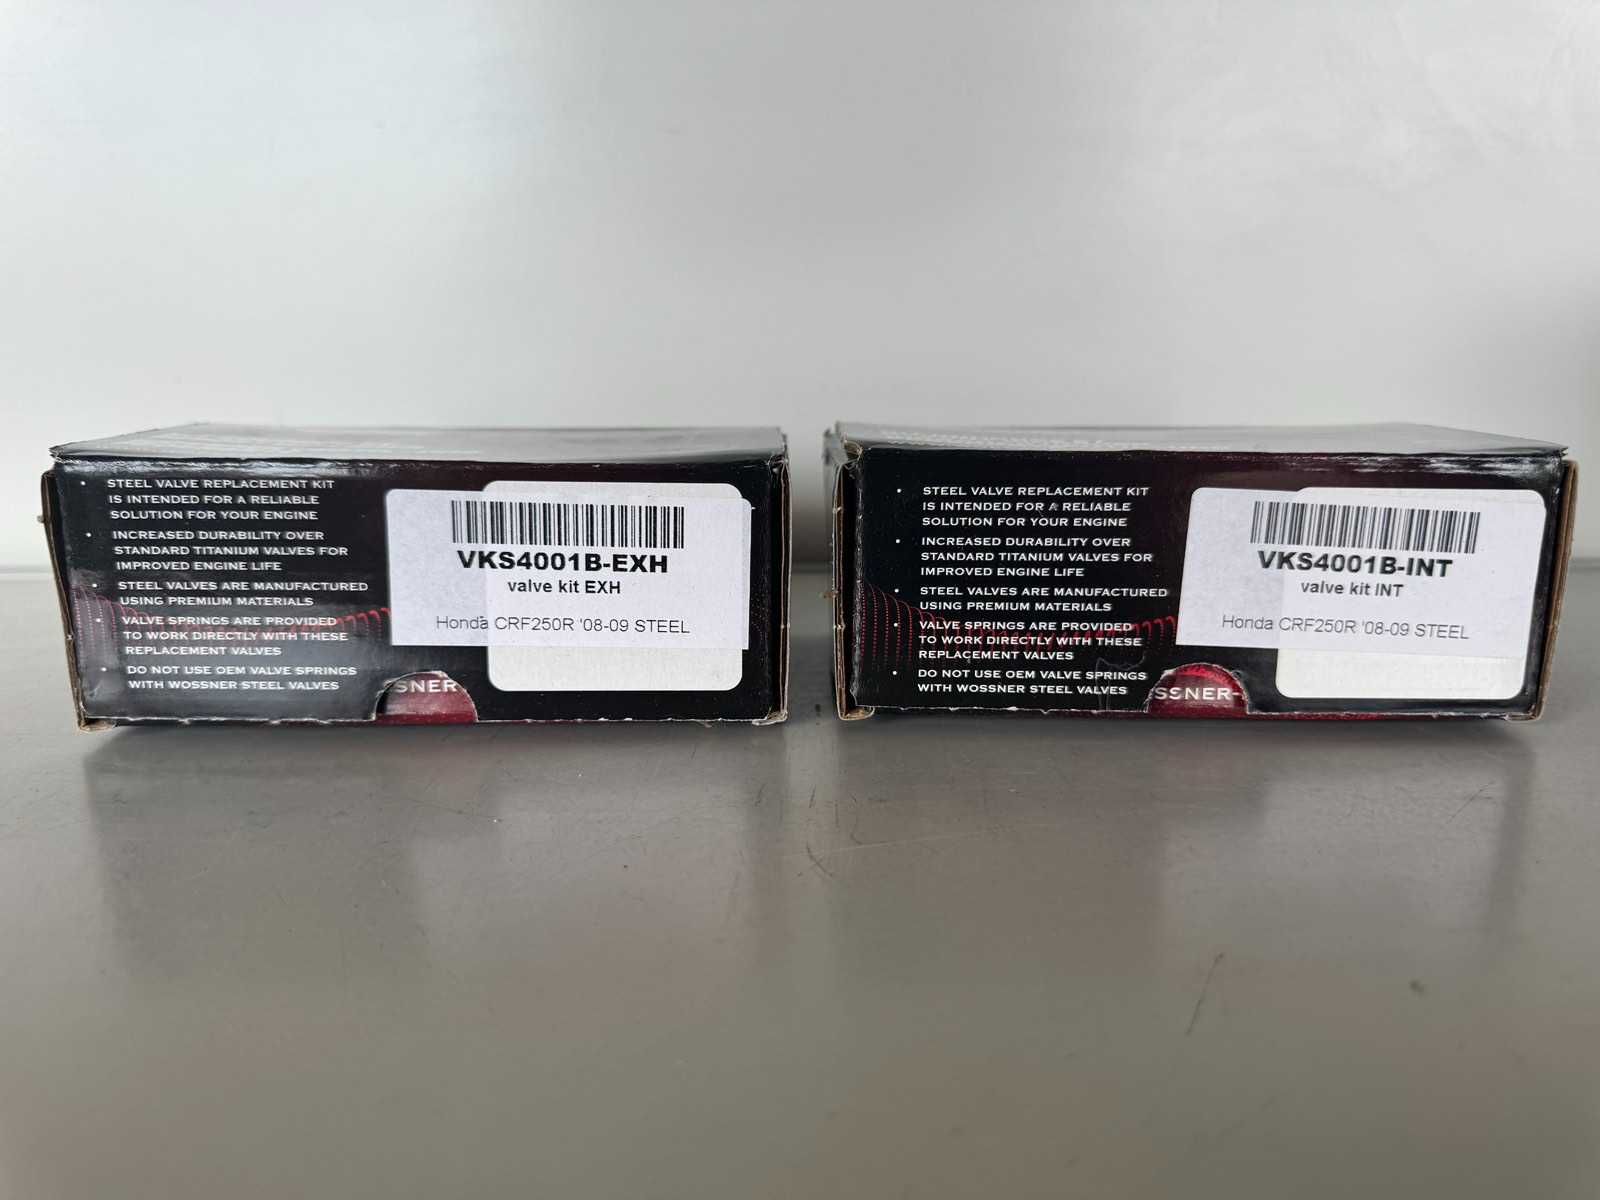 • STEEL VALVE REPLACEMENT KIT
IS INTENDED FOR A RELIABLE
SOLUTION FOR YOUR ENGINE
• INCREASED DURABILITY OVER
STANDARD TITANIUM VALVES FOR
IMPROVED ENGINE LIFE
• STEEL VALVES ARE MANUFACTURED
USING PREMIUM MATERIALS
• VALVE SPRINGS ARE PROVIDED
TO WORK DIRECTLY WITH THESE
REPLACEMENT VALVES
• DO NOT USE OEM VALVE SPRINGS
WITH WOSSNER STEEL VALVES
SSNER
VKS4001B-EXH
valve kit EXH
Honda CRF250R '08-09 STEEL
• STEEL VALVE REPLACEMENT KIT
IS INTENDED FOR A RELIABLE
SOLUTION FOR YOUR ENGINE
• INCREASED DURABILITY OVER
STANDARD TITANIUM VALVES FOR
IMPROVED ENGINE LIFE
• STEEL VALVES ARE MANUFACTURED
USING PREMIUM MATERIALS
• VALVE SPRINGS ARE PROVIDED
TO WORK DIRECTLY WITH THESE
REPLACEMENT VALVES
• DO NOT USE OEM VALVE SPRINGS
WITH WOSSNER STEEL VALVES
SSNER-
VKS4001B-INT
valve kit INT
Honda CRF250R '08-09 STEEL